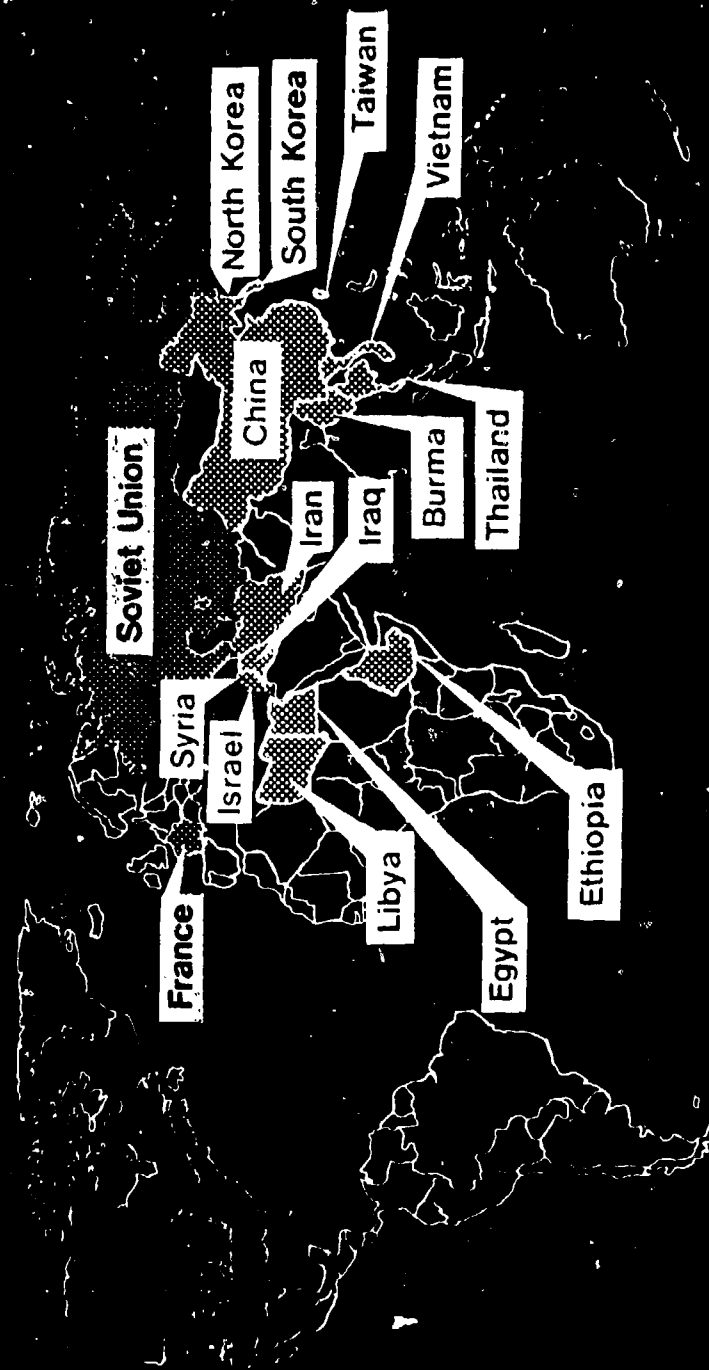 Soviet Union
North Korea
South Korea
China
Taiwan
Vietnam
Syria
Israel
France
Iran
Iraq
Burma
Thailand
Libya
Egypt
Ethiopia